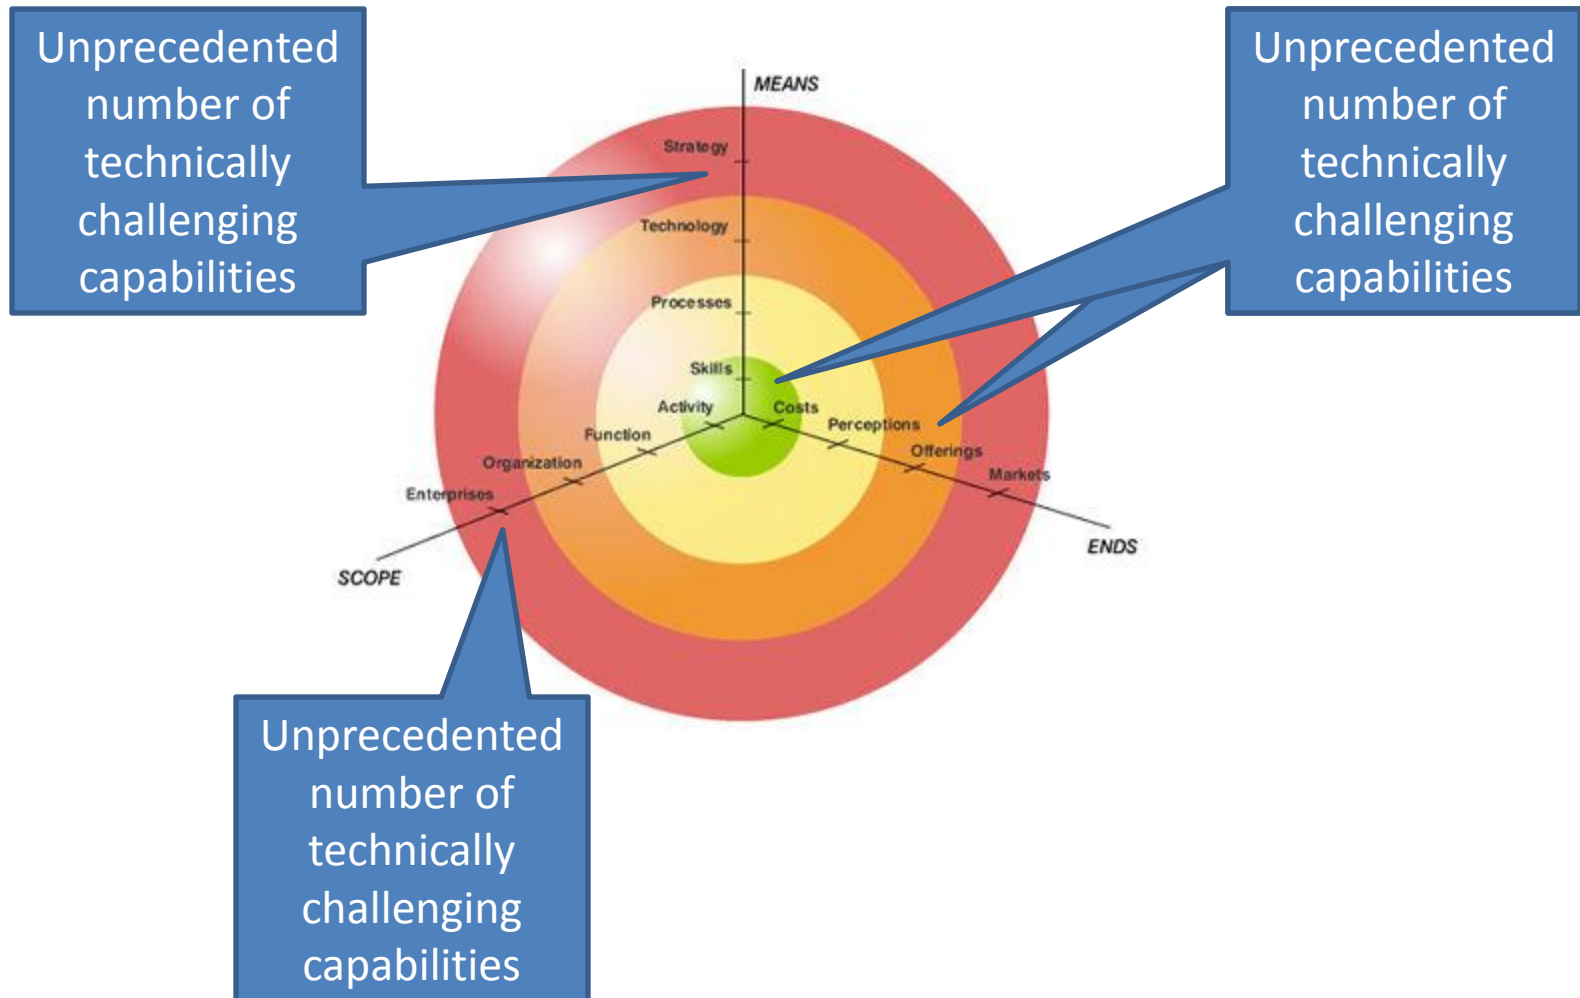 Unprecedented
number of
technically
challenging
capabilities
Unprecedented
number of
technically
challenging
capabilities
MEANS
Strategy
Technology
Processes
Skills
Activity
Function
Organization
Enterprises
SCOPE
Costs
Perceptions
Offerings
Markets
ENDS
Unprecedented
number of
technically
challenging
capabilities